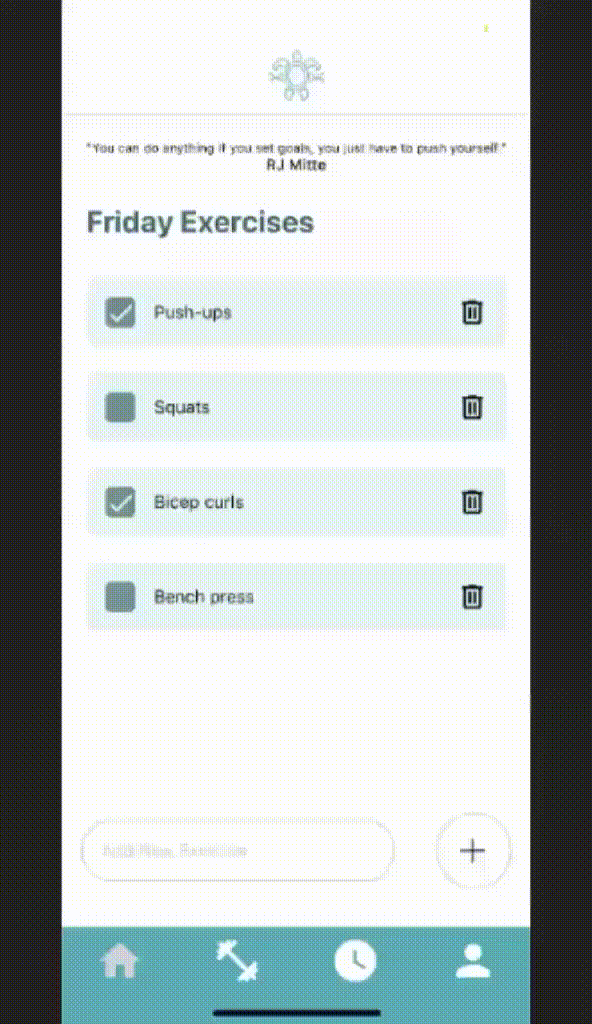 "You can do anything if you set goals, you just have to push yourself."
RJ Mitte
Friday Exercises
Push-ups
Squats
Bicep curls
Bench press
Add New Exercise